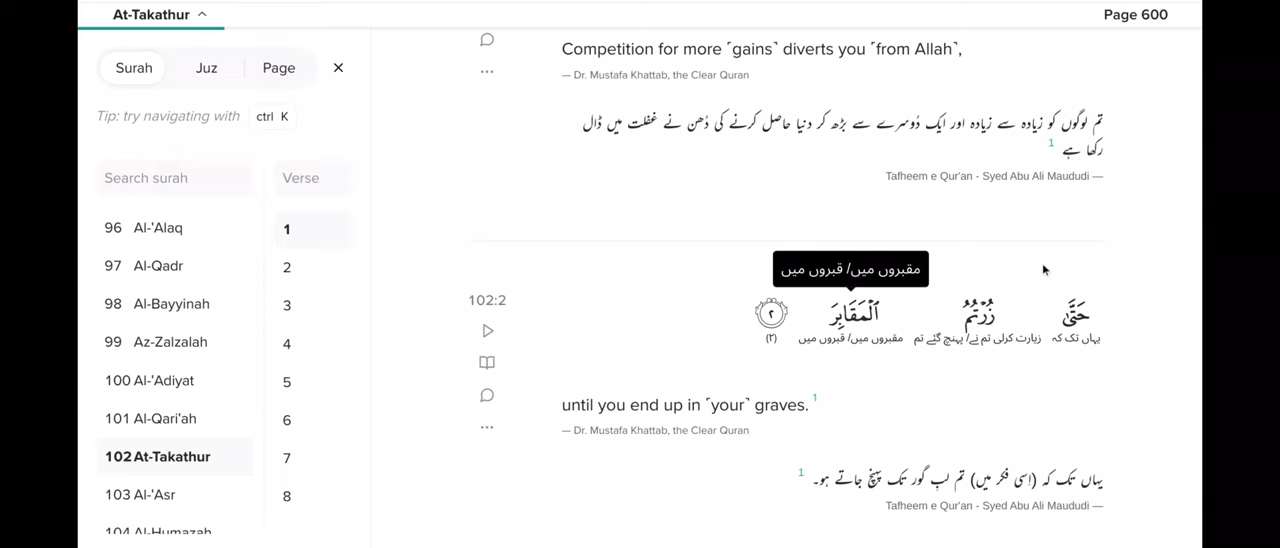 At-Takathur
Page 600
Surah Juz Page
Tip: try navigating with ctrl K
Search surah
Verse
96 Al-'Alaq
97 Al-Qadr
98 Al-Bayyinah
99 Az-Zalzalah
100 Al-'Adiyat
101 Al-Qari'ah
102 At-Takathur
103 Al-'Asr
104 Al-Humazah
1
2
3
4
5
6
7
8
Competition for more ˹gains˺ diverts you ˹from Allah˺,
— Dr. Mustafa Khattab, the Clear Quran
تم لوگوں کو زیادہ سے زیادہ اور ایک دُوسرے سے بڑھ کر دنیا حاصل کرنے کی دُھن نے غفلت میں ڈال
رکھا ہے 1
Tafheem e Qur'an - Syed Abu Ali Maududi —
مقبروں میں/ قبروں میں
102:2
حَتَّىٰ زُرۡتُمُ ٱلۡمَقَابِرَ ٢
یہاں تک کہ زیارت کرلی تم نے/ پہنچ گئے تم مقبروں میں/ قبروں میں (٢)
until you end up in ˹your˺ graves. 1
— Dr. Mustafa Khattab, the Clear Quran
یہاں تک کہ (اِسی فکر میں) تم لبِ گور تک پہنچ جاتے ہو۔ 1
Tafheem e Qur'an - Syed Abu Ali Maududi —